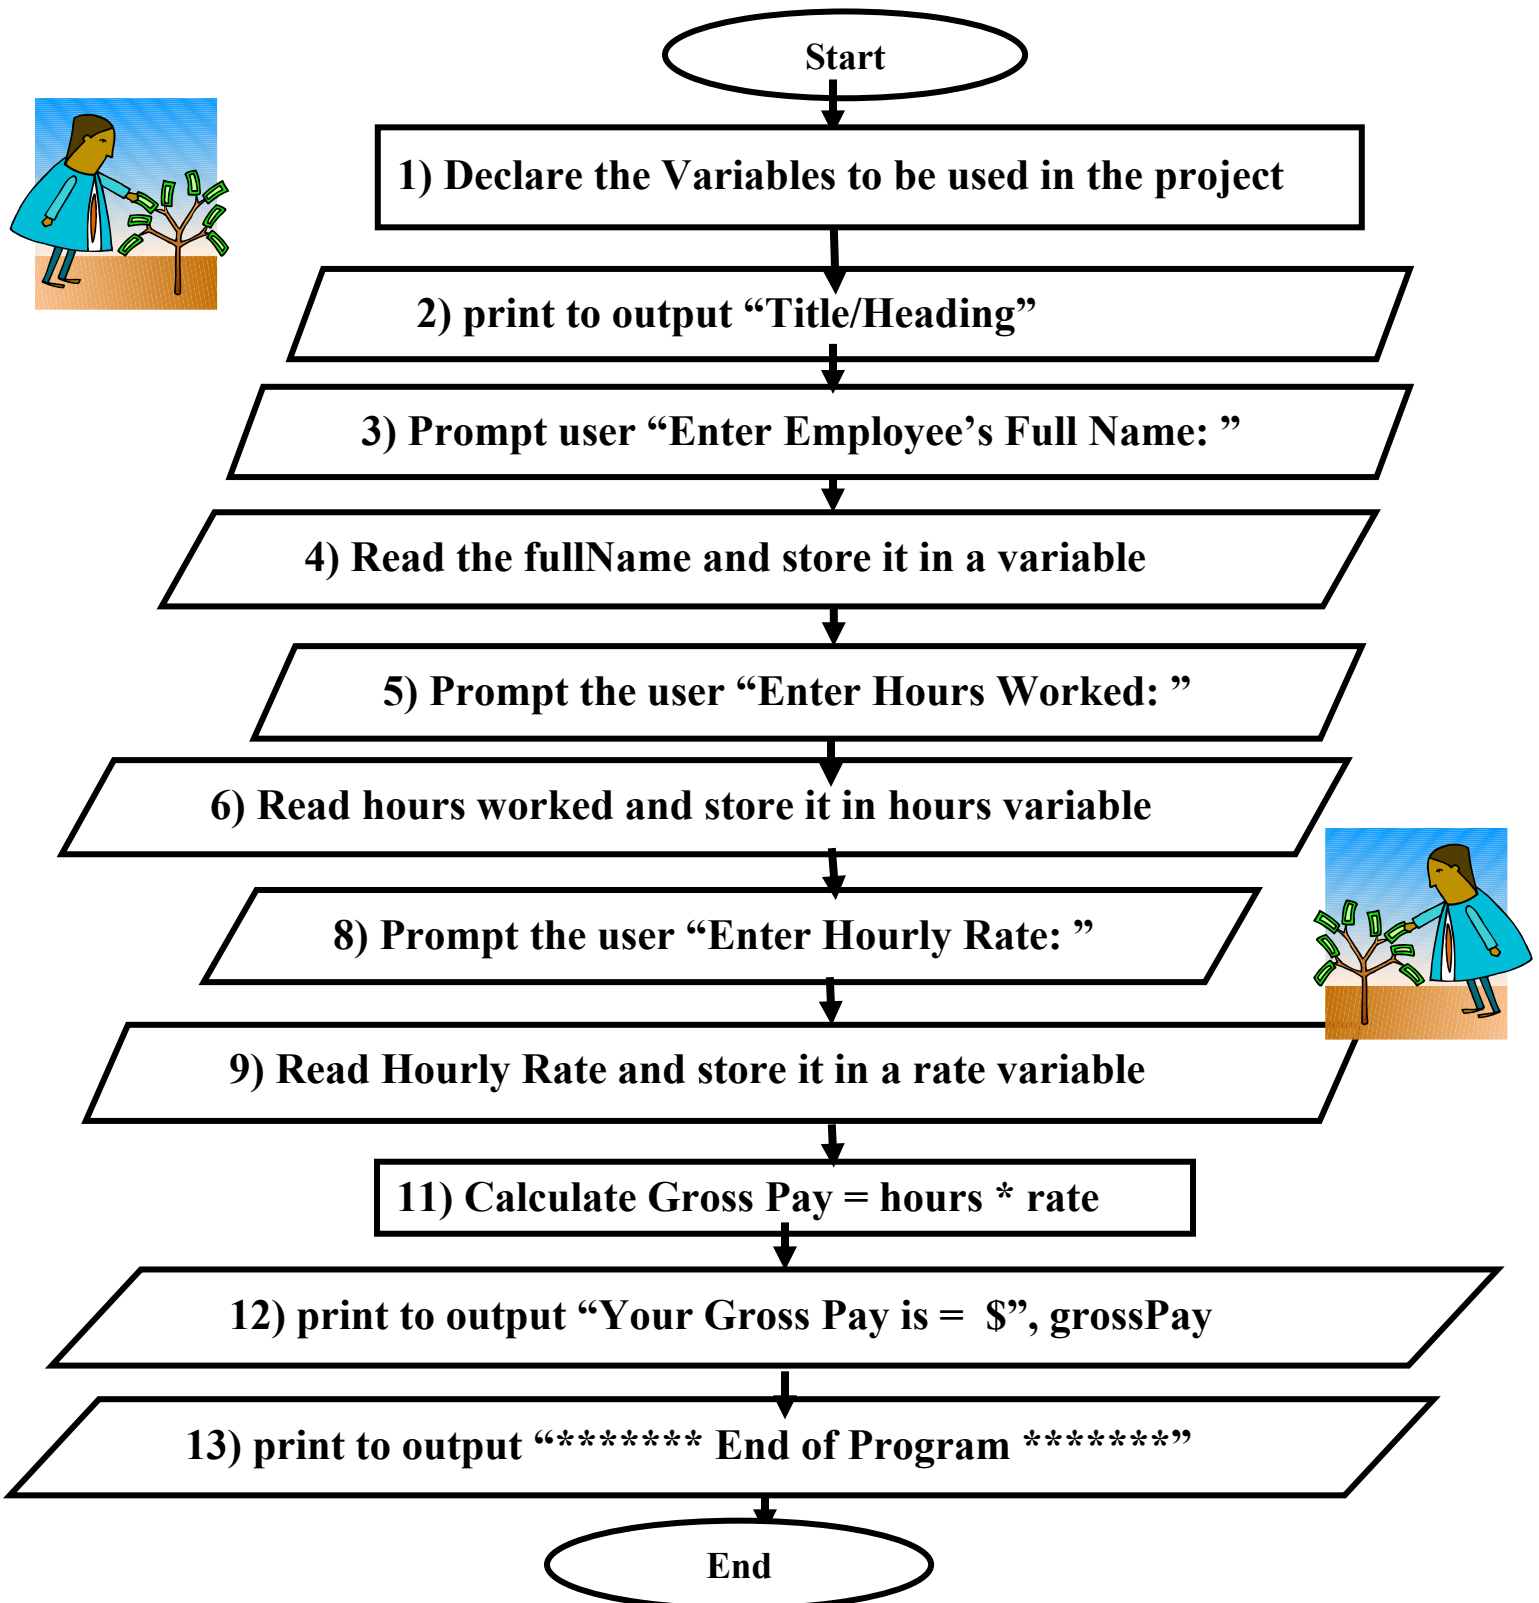 Start
1) Declare the Variables to be used in the project
2) print to output “Title/Heading”
3) Prompt user “Enter Employee’s Full Name: ”
4) Read the fullName and store it in a variable
5) Prompt the user “Enter Hours Worked: ”
6) Read hours worked and store it in hours variable
8) Prompt the user “Enter Hourly Rate: ”
9) Read Hourly Rate and store it in a rate variable
11) Calculate Gross Pay = hours * rate
12) print to output “Your Gross Pay is =  $”, grossPay
13) print to output “******* End of Program *******”
End